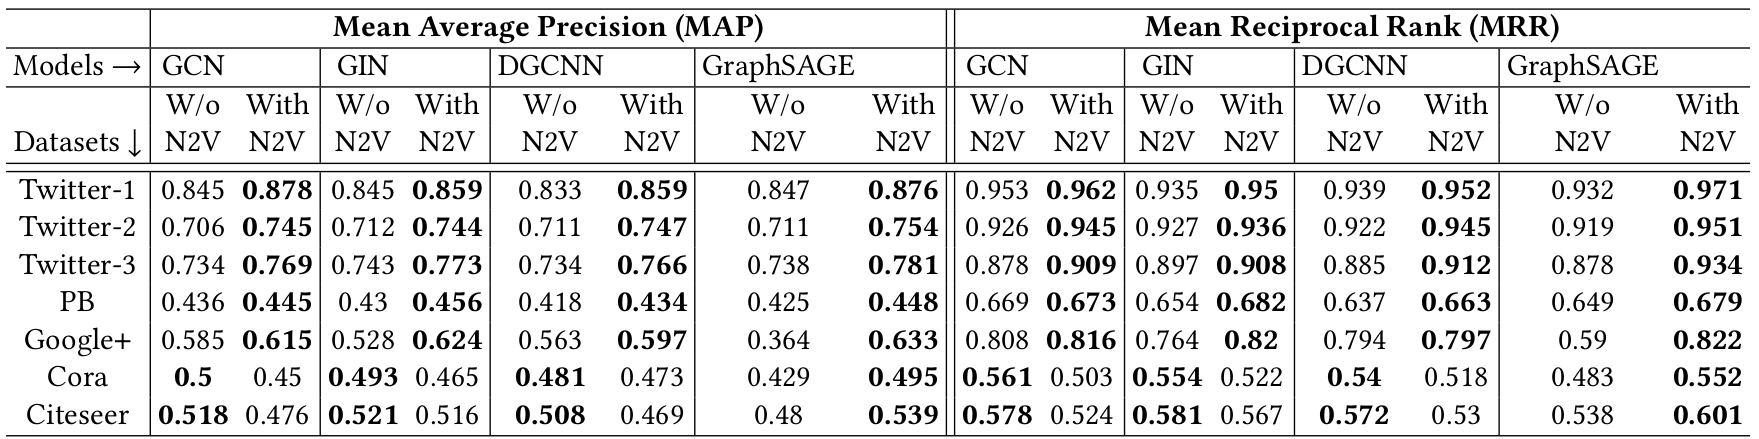 Mean Average Precision (MAP) Mean Reciprocal Rank (MRR)
Models → GCN GIN DGCNN GraphSAGE GCN GIN DGCNN GraphSAGE
W/o With W/o With W/o With W/o With W/o With W/o With W/o With W/o With
Datasets ↓ N2V N2V N2V N2V N2V N2V N2V N2V N2V N2V N2V N2V N2V N2V N2V N2V
Twitter-1 0.845 0.878 0.845 0.859 0.833 0.859 0.847 0.876 0.953 0.962 0.935 0.95 0.939 0.952 0.932 0.971
Twitter-2 0.706 0.745 0.712 0.744 0.711 0.747 0.711 0.754 0.926 0.945 0.927 0.936 0.922 0.945 0.919 0.951
Twitter-3 0.734 0.769 0.743 0.773 0.734 0.766 0.738 0.781 0.878 0.909 0.897 0.908 0.885 0.912 0.878 0.934
PB 0.436 0.445 0.43 0.456 0.418 0.434 0.425 0.448 0.669 0.673 0.654 0.682 0.637 0.663 0.649 0.679
Google+ 0.585 0.615 0.528 0.624 0.563 0.597 0.364 0.633 0.808 0.816 0.764 0.82 0.794 0.797 0.59 0.822
Cora 0.5 0.45 0.493 0.465 0.481 0.473 0.429 0.495 0.561 0.503 0.554 0.522 0.54 0.518 0.483 0.552
Citeseer 0.518 0.476 0.521 0.516 0.508 0.469 0.48 0.539 0.578 0.524 0.581 0.567 0.572 0.53 0.538 0.601